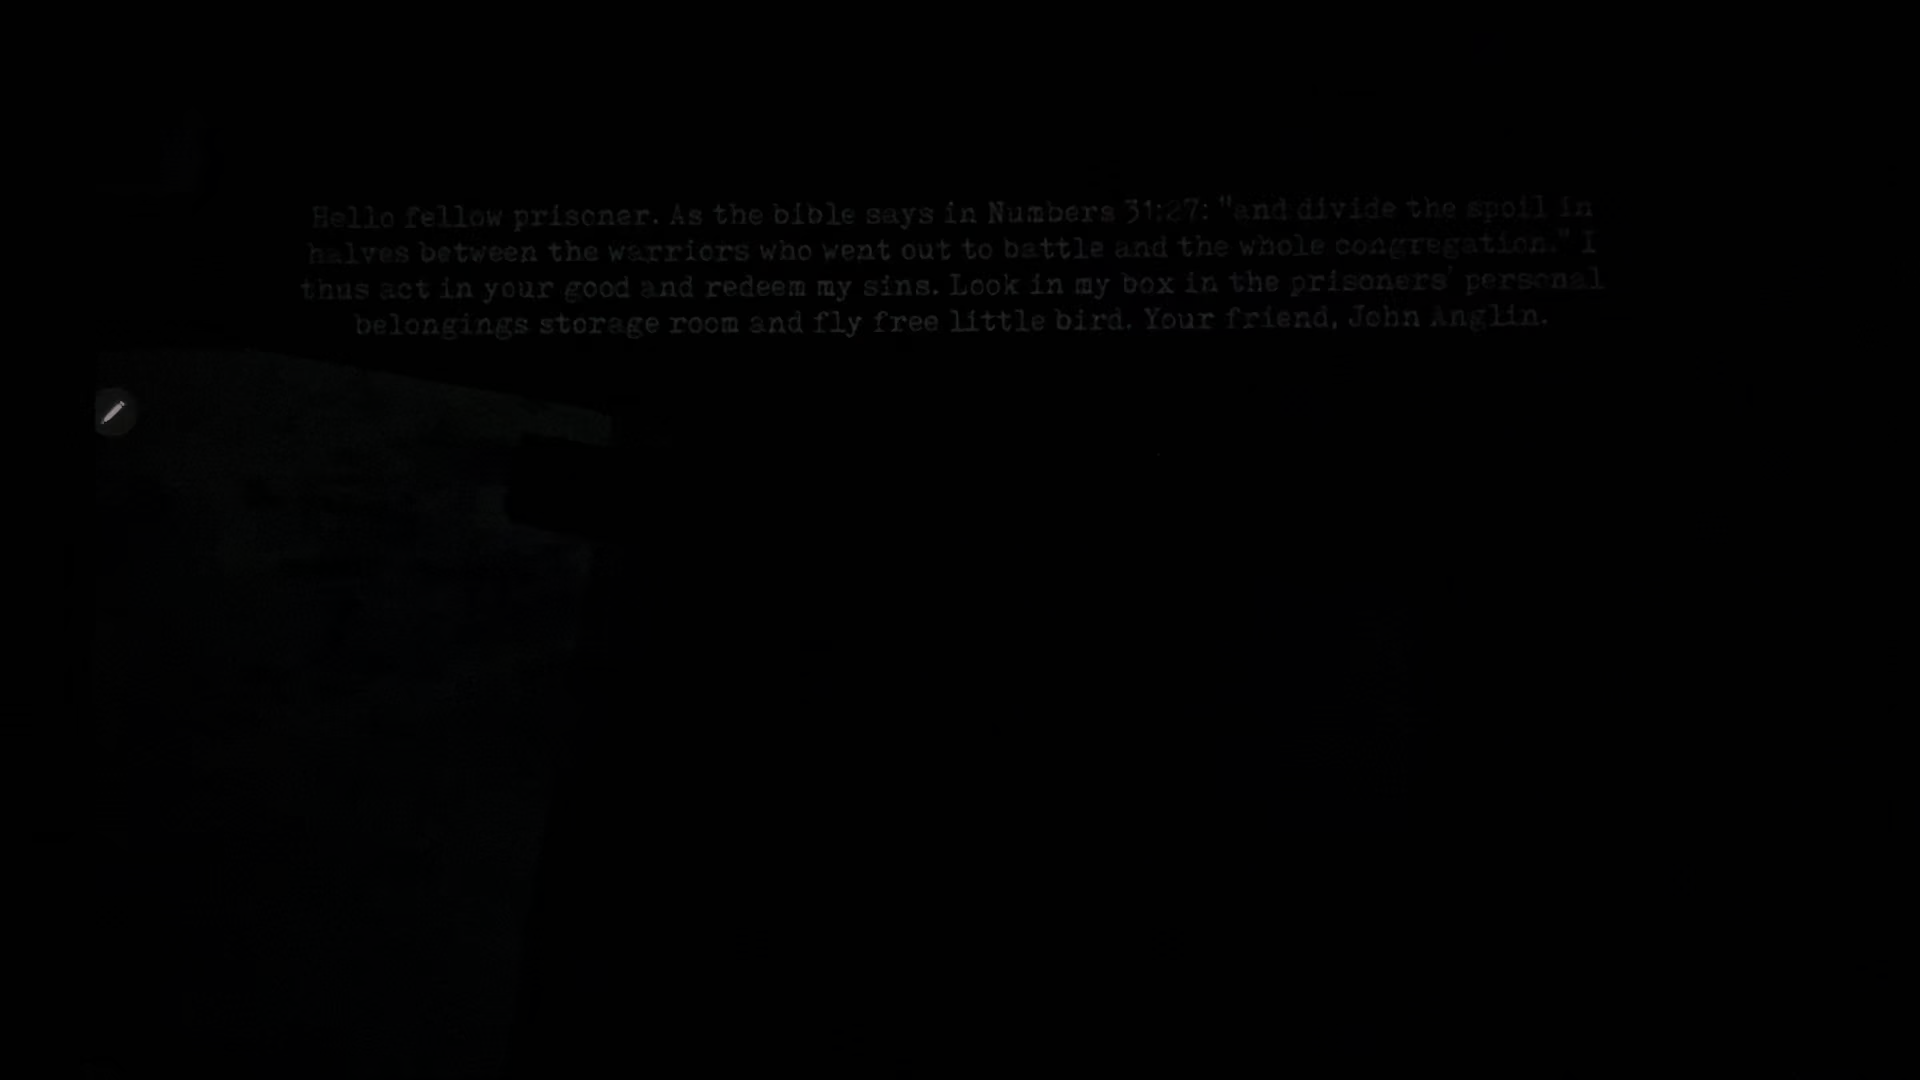 Hello fellow prisoner. As the bible says in Numbers 31:27: "and divide the spoil in
halves between the warriors who went out to battle and the whole congregation." I
thus act in your good and redeem my sins. Look in my box in the prisoners' personal
belongings storage room and fly free little bird. Your friend, John Anglin.